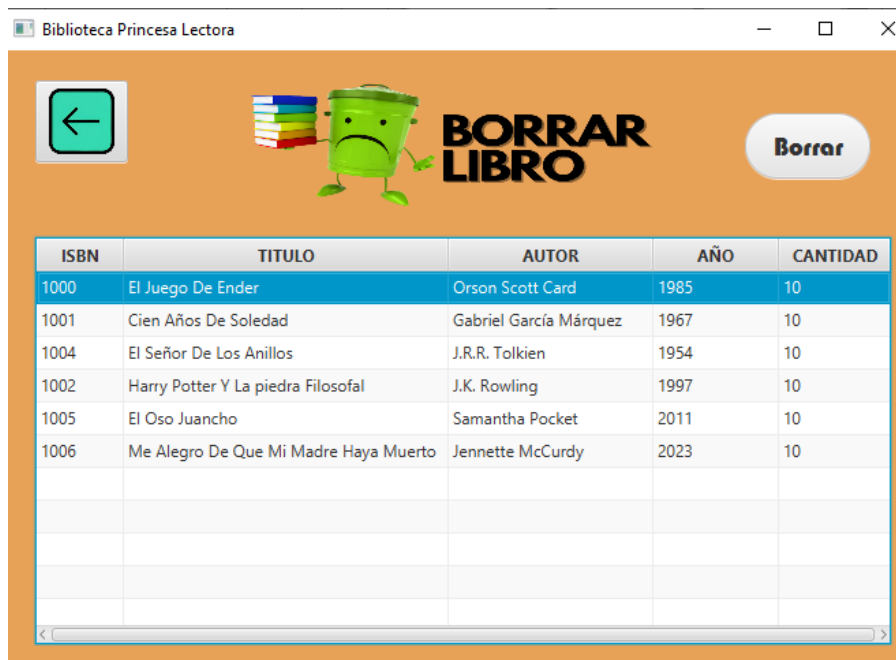 Biblioteca Princesa Lectora
BORRAR
LIBRO
Borrar
ISBN TITULO AUTOR AÑO CANTIDAD
1000 El Juego De Ender Orson Scott Card 1985 10
1001 Cien Años De Soledad Gabriel García Márquez 1967 10
1004 El Señor De Los Anillos J.R.R. Tolkien 1954 10
1002 Harry Potter Y La piedra Filosofal J.K. Rowling 1997 10
1005 El Oso Juancho Samantha Pocket 2011 10
1006 Me Alegro De Que Mi Madre Haya Muerto Jennette McCurdy 2023 10